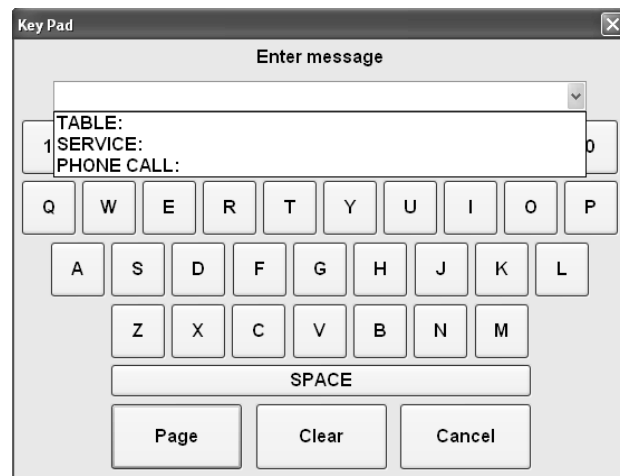 Key Pad
Enter message
TABLE:
1
SERVICE:
0
PHONE CALL:
Q W E R T Y U I O P
A S D F G H J K L
Z X C V B N M
SPACE
Page Clear Cancel